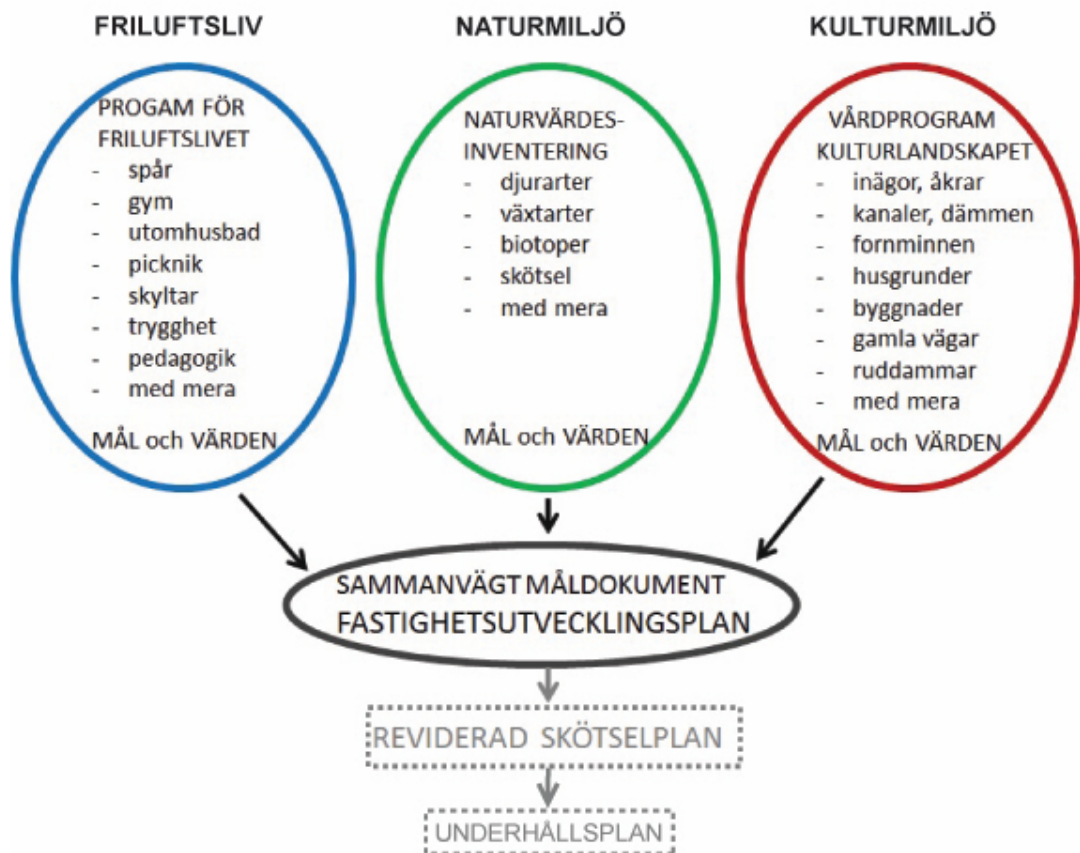 FRILUFTSLIV
PROGAM FÖR
FRILUFTSLIVET
- spår
- gym
- utomhusbad
- picknik
- skyltar
- trygghet
- pedagogik
- med mera
MÅL och VÄRDEN
NATURMILJÖ
NATURVÄRDES-
INVENTERING
- djurarter
- växtarter
- biotoper
- skötsel
- med mera
MÅL och VÄRDEN
KULTURMILJÖ
VÅRDPROGRAM
KULTURLANDSKAPET
- inägor, åkrar
- kanaler, dämmen
- fornminnen
- husgrunder
- byggnader
- gamla vägar
- ruddammar
- med mera
MÅL och VÄRDEN
SAMMANVÄGT MÅLDOKUMENT
FASTIGHETSUTVECKLINGSPLAN
REVIDERAD SKÖTSELPLAN
UNDERHÅLLSPLAN